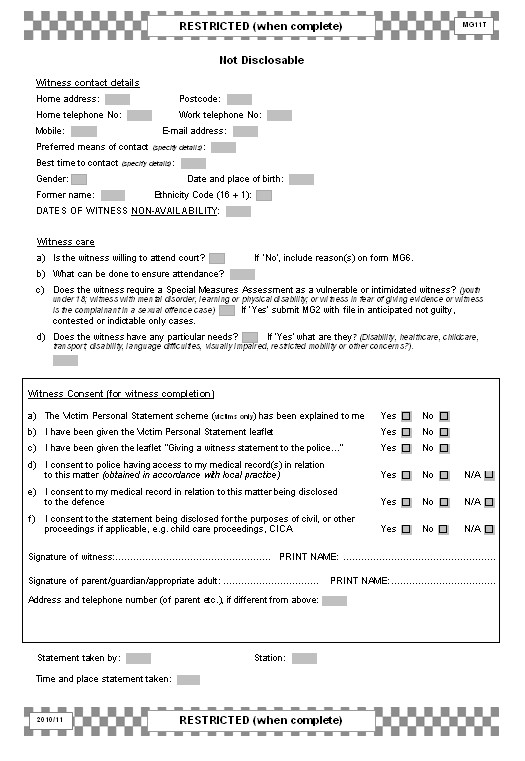 RESTRICTED (when complete)
MG11T
Not Disclosable
Witness contact details
Home address:
Postcode:
Home telephone No:
Work telephone No:
Mobile:
E-mail address:
Preferred means of contact (specify details):
Best time to contact (specify details):
Gender:
Date and place of birth:
Former name:
Ethnicity Code (16 + 1):
DATES OF WITNESS NON-AVAILABILITY:
Witness care
a) Is the witness willing to attend court? If 'No', include reason(s) on form MG6.
b) What can be done to ensure attendance?
c) Does the witness require a Special Measures Assessment as a vulnerable or intimidated witness? (youth
under 18; witness with mental disorder, learning or physical disability; or witness in fear of giving evidence or witness
is the complainant in a sexual offence case) If 'Yes' submit MG2 with file in anticipated not guilty,
contested or indictable only cases.
d) Does the witness have any particular needs? If 'Yes' what are they? (Disability, healthcare, childcare,
transport, disability, language difficulties, visually impaired, restricted mobility or other concerns?).
Witness Consent (for witness completion)
a) The Victim Personal Statement scheme (victims only) has been explained to me Yes No
b) I have been given the Victim Personal Statement leaflet Yes No
c) I have been given the leaflet "Giving a witness statement to the police..." Yes No
d) I consent to police having access to my medical record(s) in relation
to this matter (obtained in accordance with local practice) Yes No N/A
e) I consent to my medical record in relation to this matter being disclosed
to the defence Yes No N/A
f) I consent to the statement being disclosed for the purposes of civil, or other
proceedings if applicable, e.g. child care proceedings, CICA Yes No N/A
Signature of witness:........................................................ PRINT NAME: ........................................................
Signature of parent/guardian/appropriate adult: .................................. PRINT NAME:......................................
Address and telephone number (of parent etc.), if different from above:
Statement taken by:
Station:
Time and place statement taken:
2010/11
RESTRICTED (when complete)